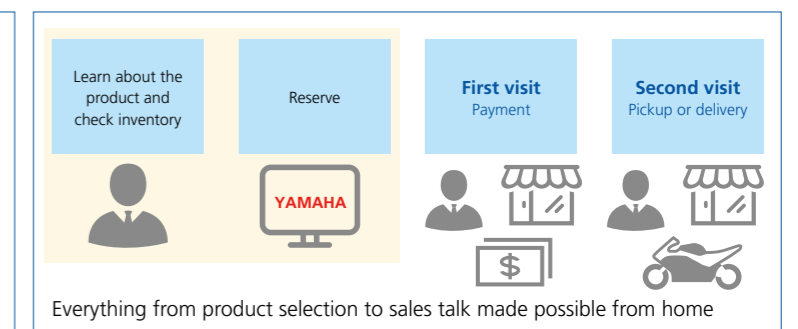 Learn about the
product and
check inventory
Reserve
First visit
Payment
Second visit
Pickup or delivery
YAMAHA
$
Everything from product selection to sales talk made possible from home